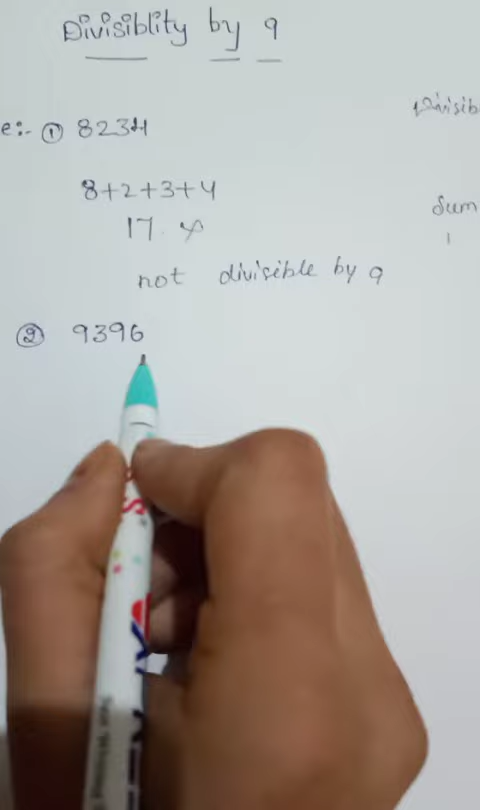 Divisiblity by 9
e:- ① 8234
8+2+3+4
17
not divisible by 9
② 9396
Sum